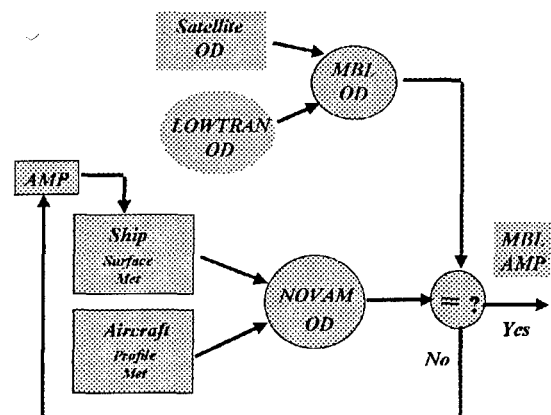 Satellite
OD
MBL
OD
LOWTRAN
OD
AMP
Ship
Surface
Met
Aircraft
Profile
Met
NOVAM
OD
= ?
MBL
AMP
Yes
No